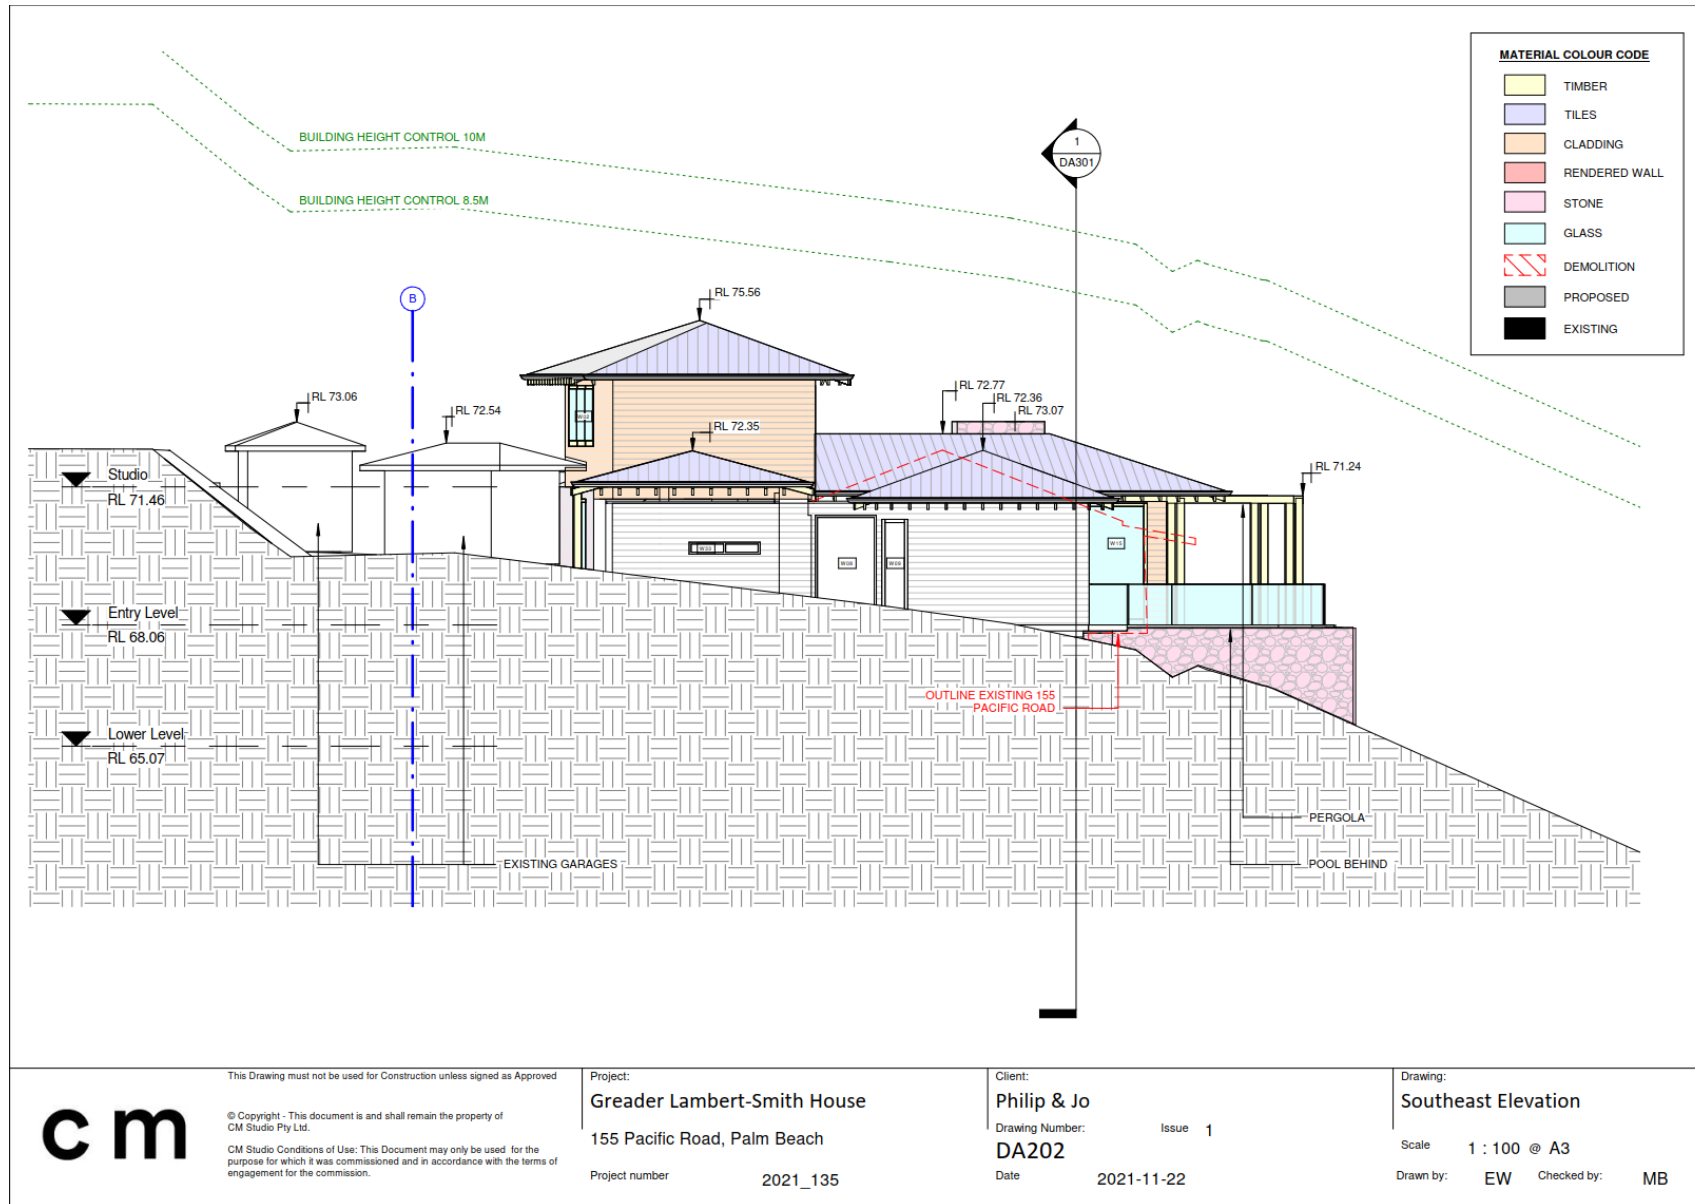 MATERIAL COLOUR CODE
TIMBER
TILES
CLADDING
RENDERED WALL
STONE
GLASS
DEMOLITION
PROPOSED
EXISTING
BUILDING HEIGHT CONTROL 10M
BUILDING HEIGHT CONTROL 8.5M
1
DA301
B
RL 75.56
RL 73.06
RL 72.54
RL 72.35
RL 72.77
RL 72.36
RL 73.07
RL 71.24
Studio
RL 71.46
Entry Level
RL 68.06
Lower Level
RL 65.07
W33
W08
W09
W15
OUTLINE EXISTING 155
PACIFIC ROAD
PERGOLA
POOL BEHIND
EXISTING GARAGES
cm
This Drawing must not be used for Construction unless signed as Approved
© Copyright - This document is and shall remain the property of
CM Studio Pty Ltd.
CM Studio Conditions of Use: This Document may only be used for the
purpose for which it was commissioned and in accordance with the terms of
engagement for the commission.
Project:
Greader Lambert-Smith House
155 Pacific Road, Palm Beach
Project number 2021_135
Client:
Philip & Jo
Drawing Number: Issue 1
DA202
Date 2021-11-22
Drawing:
Southeast Elevation
Scale 1 : 100 @ A3
Drawn by: EW Checked by: MB